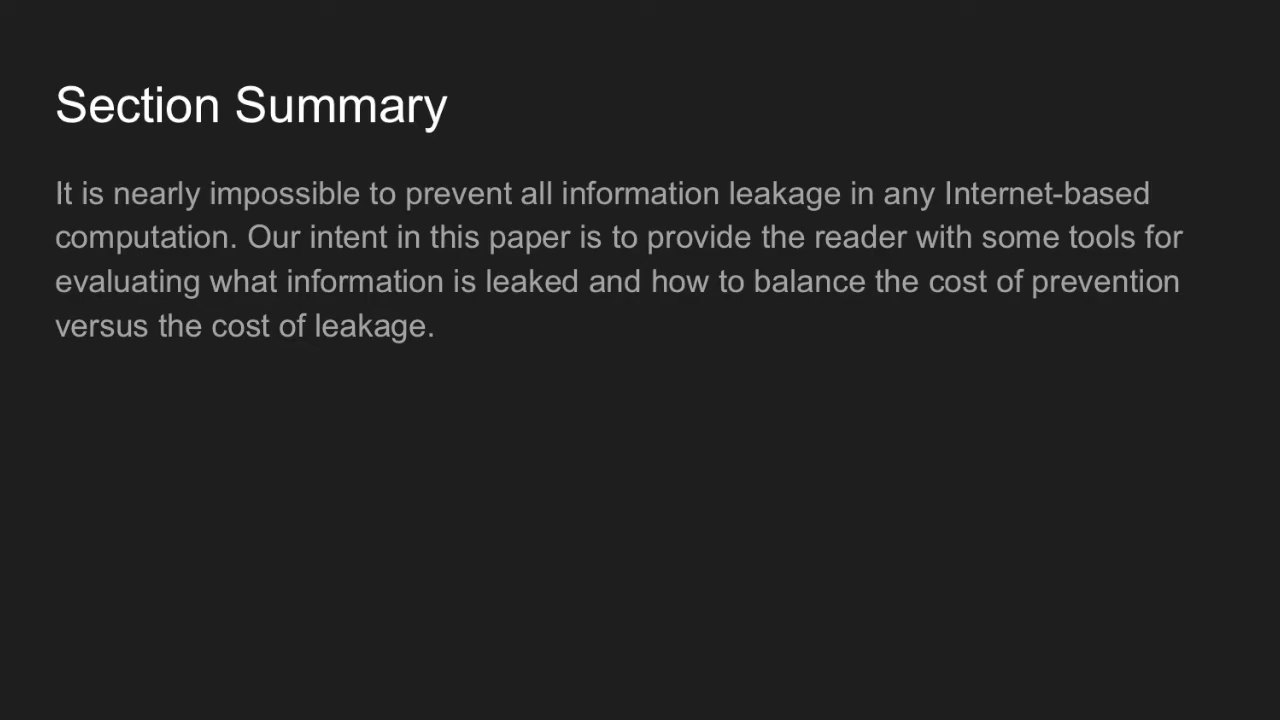 Section Summary
It is nearly impossible to prevent all information leakage in any Internet-based
computation. Our intent in this paper is to provide the reader with some tools for
evaluating what information is leaked and how to balance the cost of prevention
versus the cost of leakage.